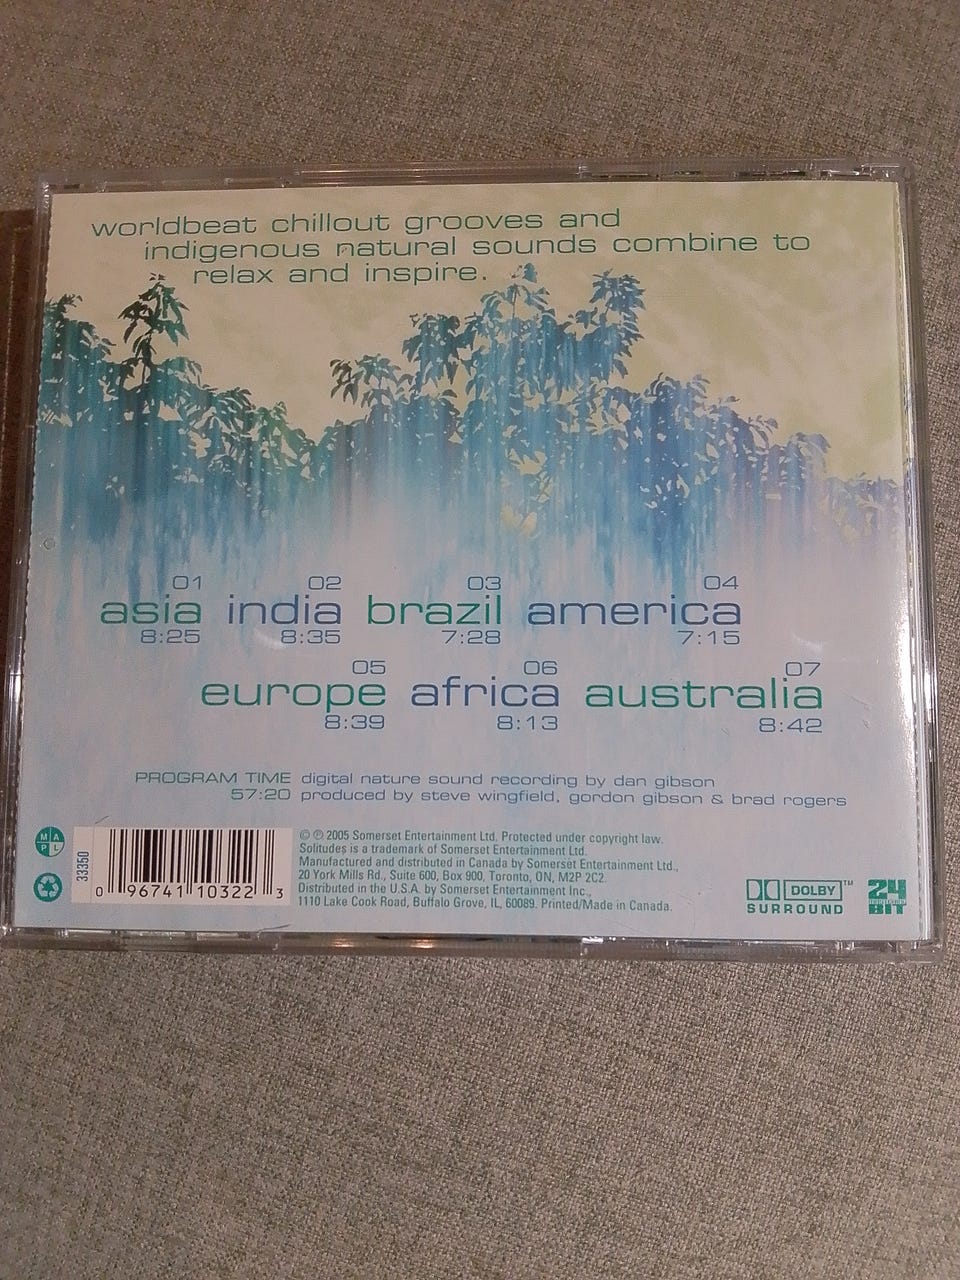 worldbeat chillout grooves and
indigenous natural sounds combine to
relax and inspire.
01 02 03 04
asia india brazil america
8:25 8:35 7:28 7:15
05 06 07
europe africa australia
8:39 8:13 8:42
PROGRAM TIME digital nature sound recording by dan gibson
57:20 produced by steve wingfield, gordon gibson & brad rogers
M A
P L
33350
0 96741 10322 3
© ℗ 2005 Somerset Entertainment Ltd. Protected under copyright law.
Solitudes is a trademark of Somerset Entertainment Ltd.
Manufactured and distributed in Canada by Somerset Entertainment Ltd.,
20 York Mills Rd., Suite 600, Box 900, Toronto, ON, M2P 2C2.
Distributed in the U.S.A. by Somerset Entertainment Inc.,
1110 Lake Cook Road, Buffalo Grove, IL, 60089. Printed/Made in Canada.
DOLBY™
SURROUND
24
BIT